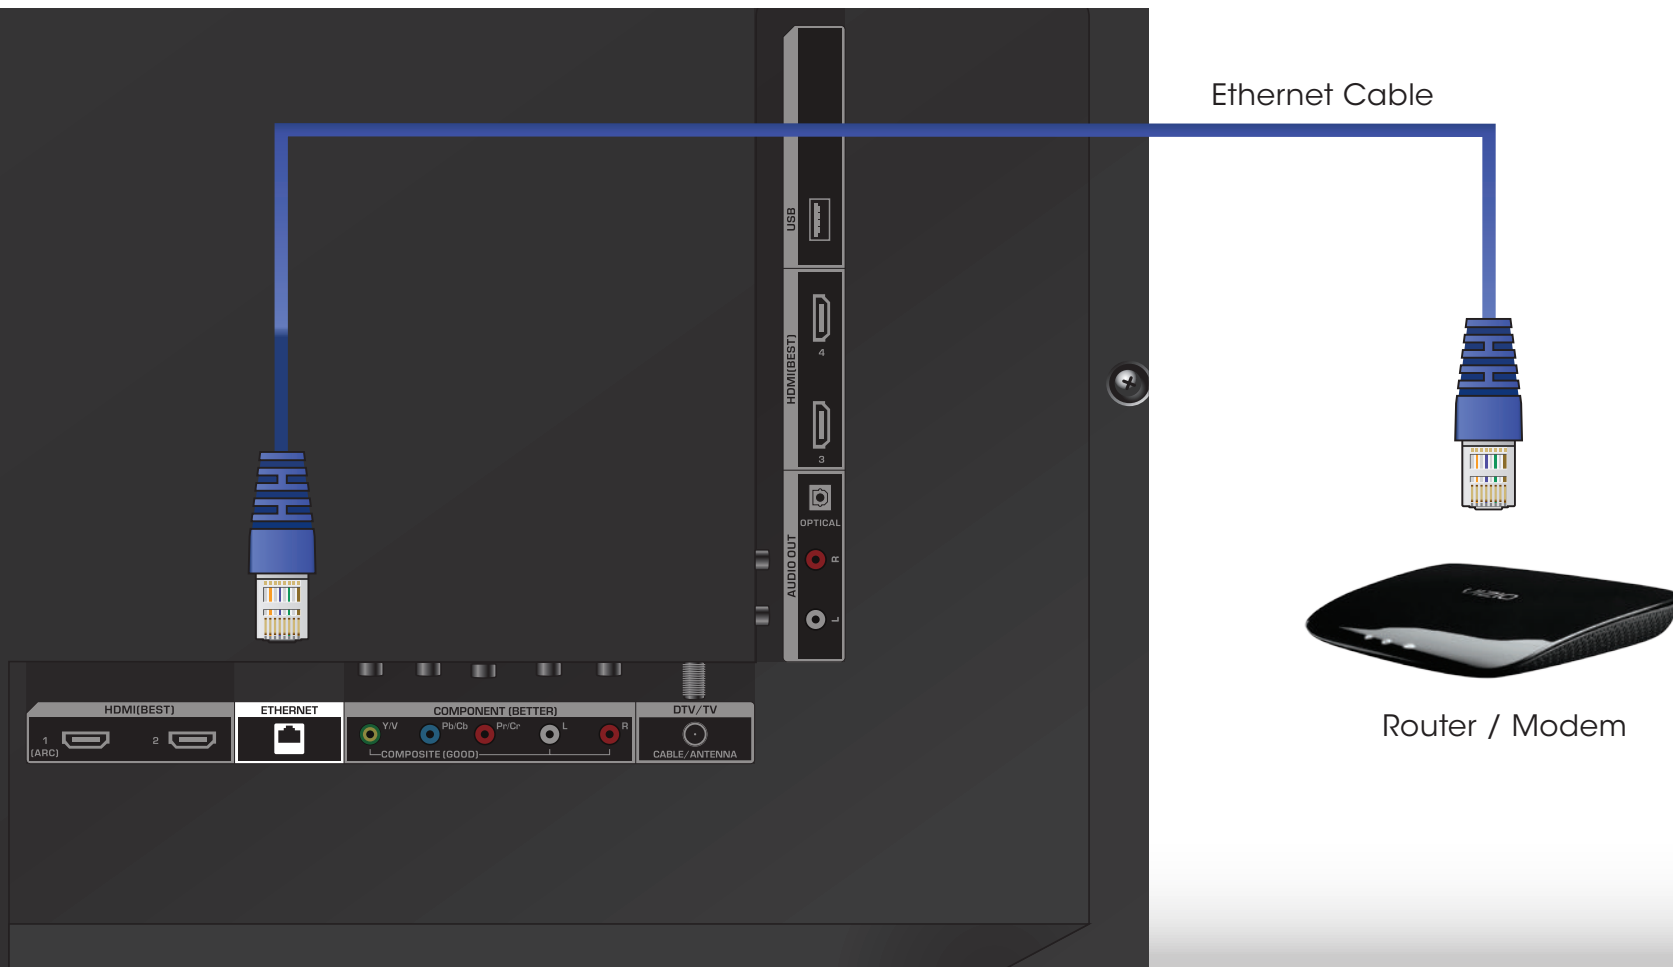 Ethernet Cable
USB
4
HDMI(BEST)
3
OPTICAL
AUDIO OUT
R
L
VIZIO
Router / Modem
HDMI(BEST)
1
(ARC)
2
ETHERNET
COMPONENT (BETTER)
Y/V
Pb/Cb
Pr/Cr
L
R
COMPOSITE (GOOD)
DTV/TV
CABLE/ANTENNA